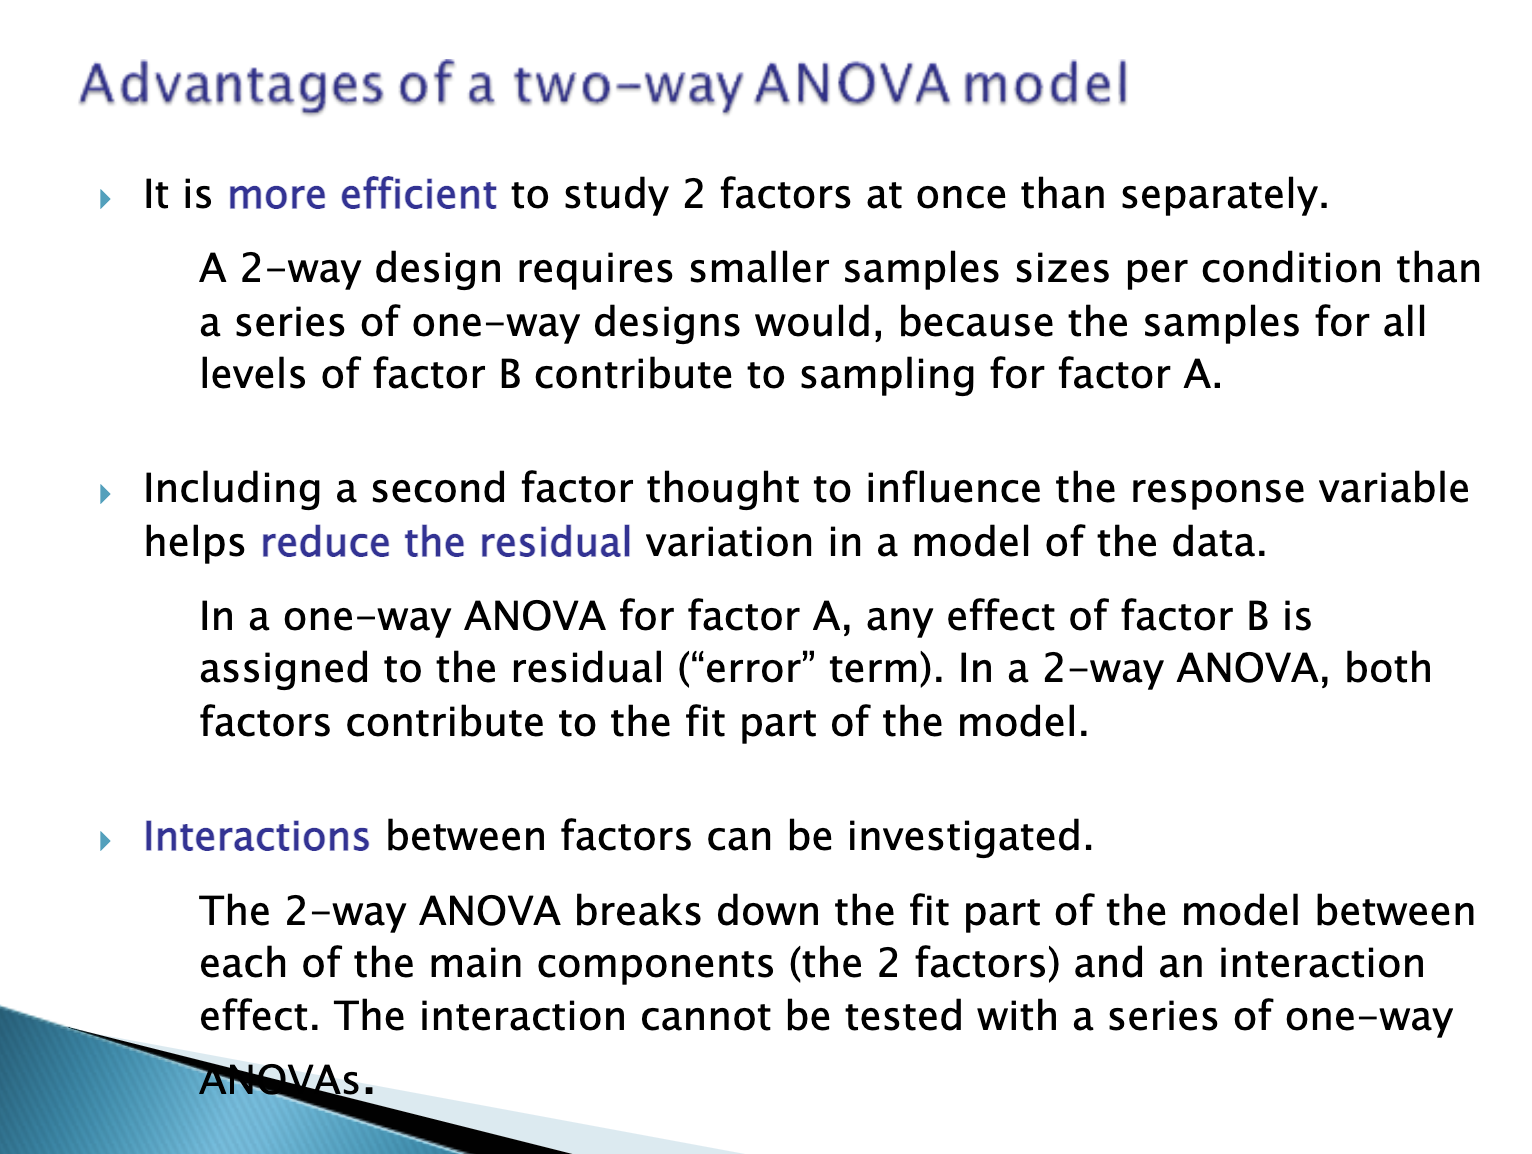 Advantages of a two-way ANOVA model
It is more efficient to study 2 factors at once than separately.
A 2-way design requires smaller samples sizes per condition than
a series of one-way designs would, because the samples for all
levels of factor B contribute to sampling for factor A.
Including a second factor thought to influence the response variable
helps reduce the residual variation in a model of the data.
In a one-way ANOVA for factor A, any effect of factor B is
assigned to the residual (“error” term). In a 2-way ANOVA, both
factors contribute to the fit part of the model.
Interactions between factors can be investigated.
The 2-way ANOVA breaks down the fit part of the model between
each of the main components (the 2 factors) and an interaction
effect. The interaction cannot be tested with a series of one-way
ANOVAs.